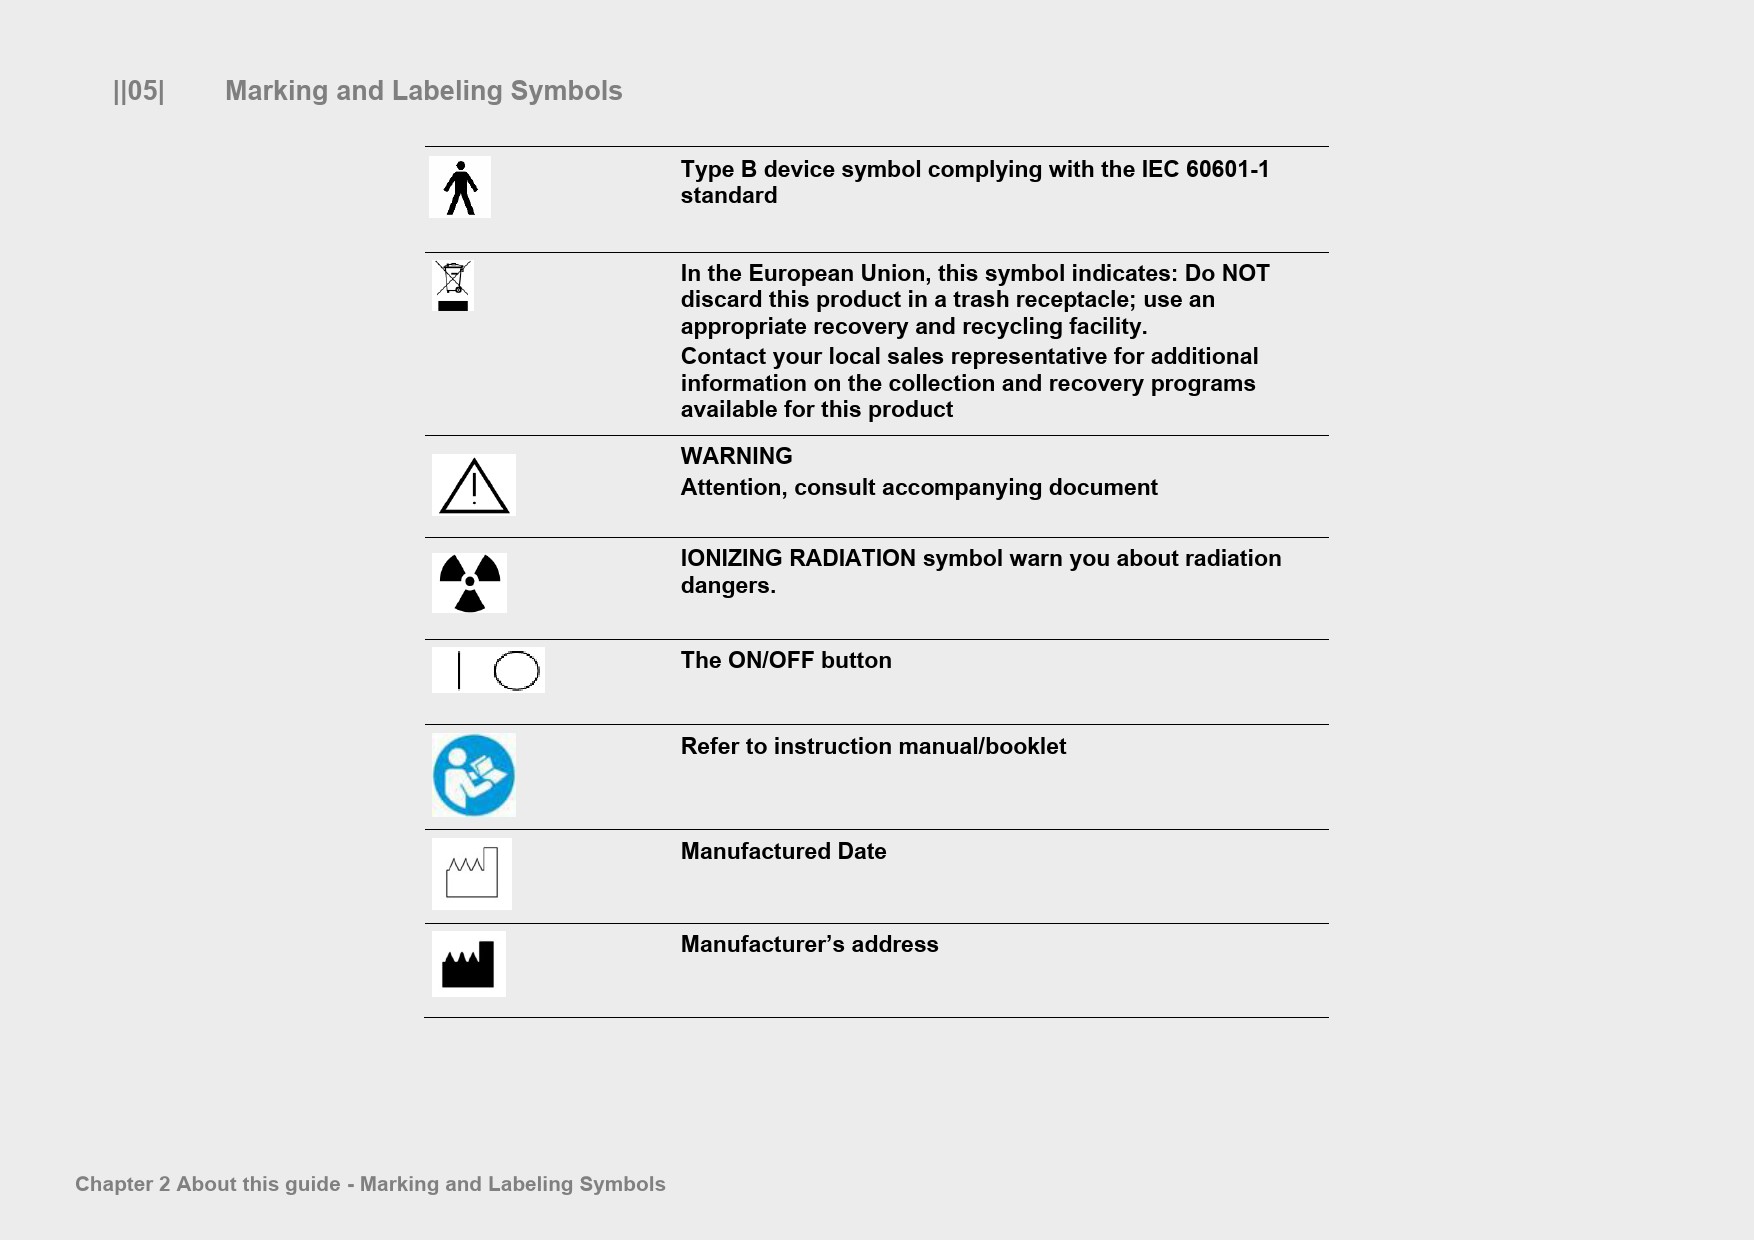 ||05| Marking and Labeling Symbols
Type B device symbol complying with the IEC 60601-1
standard
In the European Union, this symbol indicates: Do NOT
discard this product in a trash receptacle; use an
appropriate recovery and recycling facility.
Contact your local sales representative for additional
information on the collection and recovery programs
available for this product
WARNING
Attention, consult accompanying document
IONIZING RADIATION symbol warn you about radiation
dangers.
The ON/OFF button
Refer to instruction manual/booklet
Manufactured Date
Manufacturer’s address
Chapter 2 About this guide - Marking and Labeling Symbols